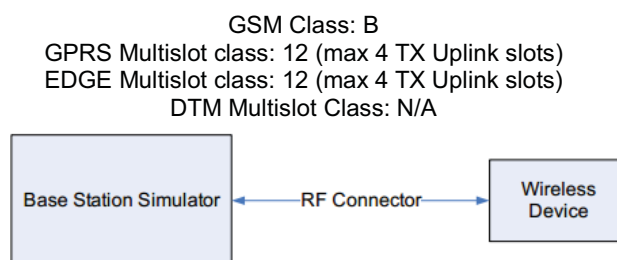 GSM Class: B
GPRS Multislot class: 12 (max 4 TX Uplink slots)
EDGE Multislot class: 12 (max 4 TX Uplink slots)
DTM Multislot Class: N/A
Base Station Simulator
RF Connector
Wireless
Device